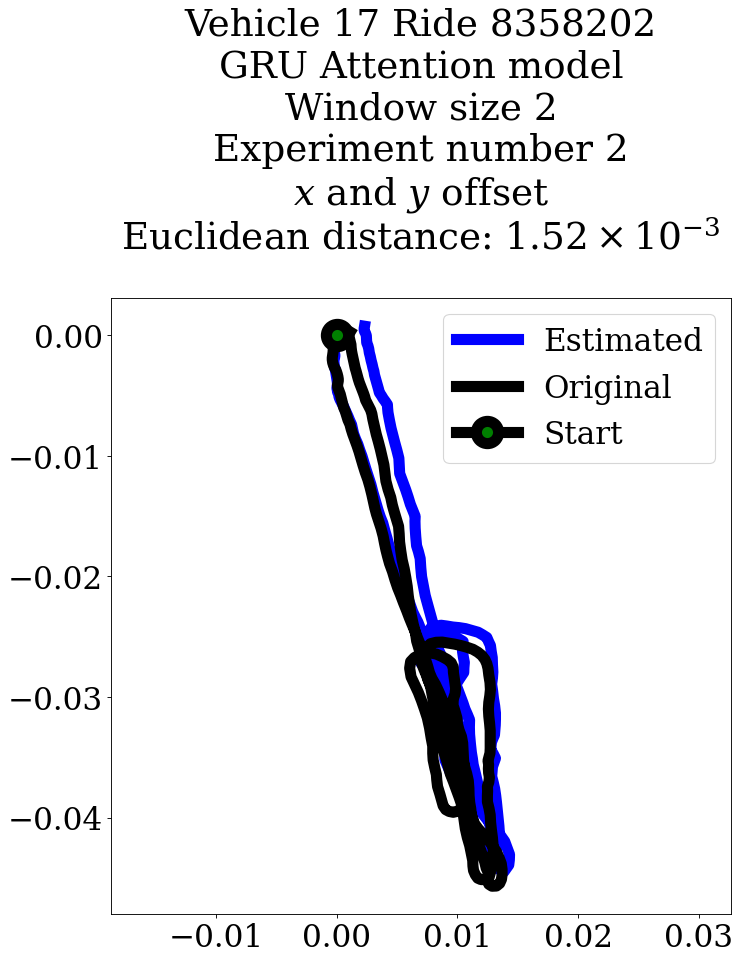 Vehicle 17 Ride 8358202
GRU Attention model
Window size 2
Experiment number 2
x and y offset
Euclidean distance: 1.52 × 10⁻³
Estimated
Original
Start
0.00
−0.01
−0.02
−0.03
−0.04
−0.01 0.00 0.01 0.02 0.03